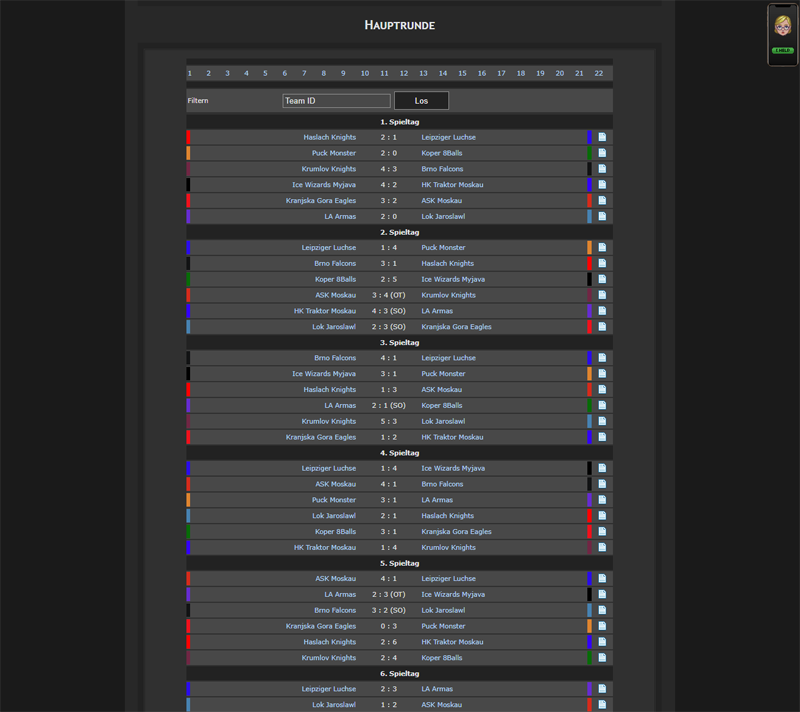 Hauptrunde
1 2 3 4 5 6 7 8 9 10 11 12 13 14 15 16 17 18 19 20 21 22
Filtern Team ID Los
1. Spieltag
Haslach Knights 2 : 1 Leipziger Luchse
Puck Monster 2 : 0 Koper 8Balls
Krumlov Knights 4 : 3 Brno Falcons
Ice Wizards Myjava 4 : 2 HK Traktor Moskau
Kranjska Gora Eagles 3 : 2 ASK Moskau
LA Armas 2 : 0 Lok Jaroslawl
2. Spieltag
Leipziger Luchse 1 : 4 Puck Monster
Brno Falcons 3 : 1 Haslach Knights
Koper 8Balls 2 : 5 Ice Wizards Myjava
ASK Moskau 3 : 4 (OT) Krumlov Knights
HK Traktor Moskau 4 : 3 (SO) LA Armas
Lok Jaroslawl 2 : 3 (SO) Kranjska Gora Eagles
3. Spieltag
Brno Falcons 4 : 1 Leipziger Luchse
Ice Wizards Myjava 3 : 1 Puck Monster
Haslach Knights 1 : 3 ASK Moskau
LA Armas 2 : 1 (SO) Koper 8Balls
Krumlov Knights 5 : 3 Lok Jaroslawl
Kranjska Gora Eagles 1 : 2 HK Traktor Moskau
4. Spieltag
Leipziger Luchse 1 : 4 Ice Wizards Myjava
ASK Moskau 4 : 1 Brno Falcons
Puck Monster 3 : 1 LA Armas
Lok Jaroslawl 2 : 1 Haslach Knights
Koper 8Balls 3 : 1 Kranjska Gora Eagles
HK Traktor Moskau 1 : 4 Krumlov Knights
5. Spieltag
ASK Moskau 4 : 1 Leipziger Luchse
LA Armas 2 : 3 (OT) Ice Wizards Myjava
Brno Falcons 3 : 2 (SO) Lok Jaroslawl
Kranjska Gora Eagles 0 : 3 Puck Monster
Haslach Knights 2 : 6 HK Traktor Moskau
Krumlov Knights 2 : 4 Koper 8Balls
6. Spieltag
Leipziger Luchse 2 : 3 LA Armas
Lok Jaroslawl 1 : 2 ASK Moskau